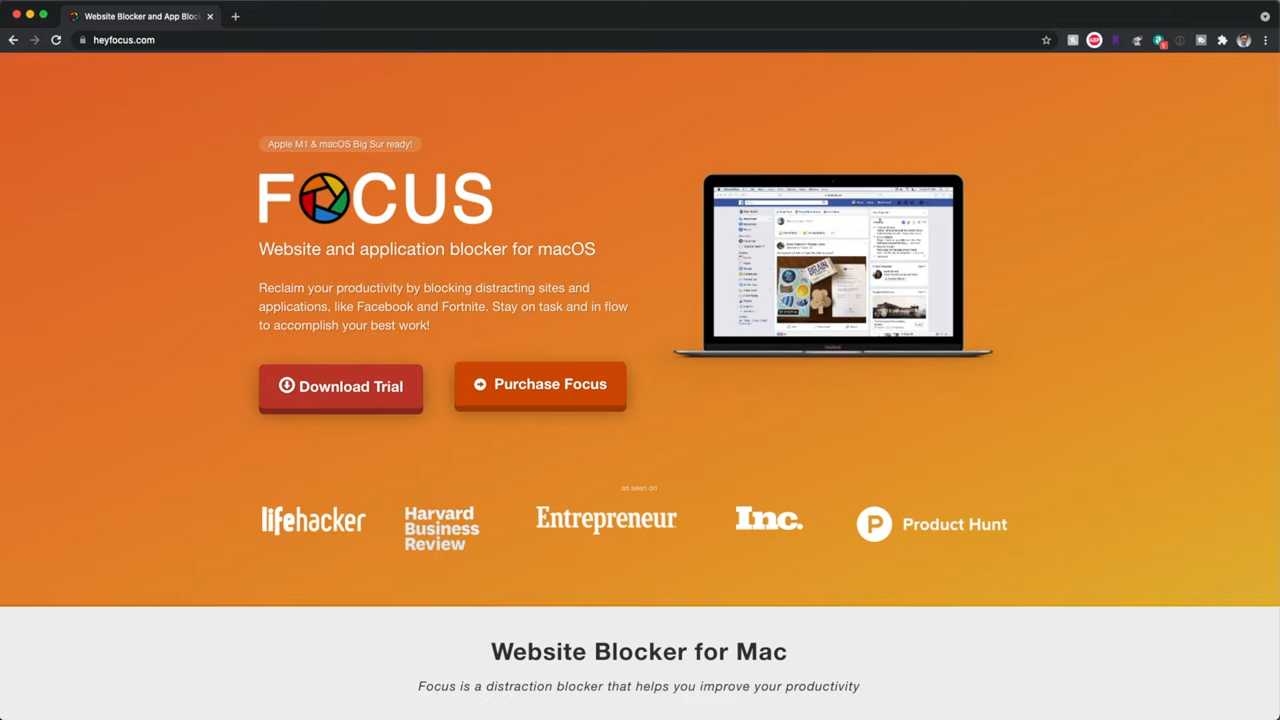 Website Blocker and App Bloc
heyfocus.com
1
Apple M1 & macOS Big Sur ready!
FOCUS
Website and application blocker for macOS
Reclaim your productivity by blocking distracting sites and
applications, like Facebook and Fortnite. Stay on task and in flow
to accomplish your best work!
Download Trial
Purchase Focus
BRAIN
as seen on
lifehacker
Harvard
Business
Review
Entrepreneur
Inc.
P Product Hunt
Website Blocker for Mac
Focus is a distraction blocker that helps you improve your productivity